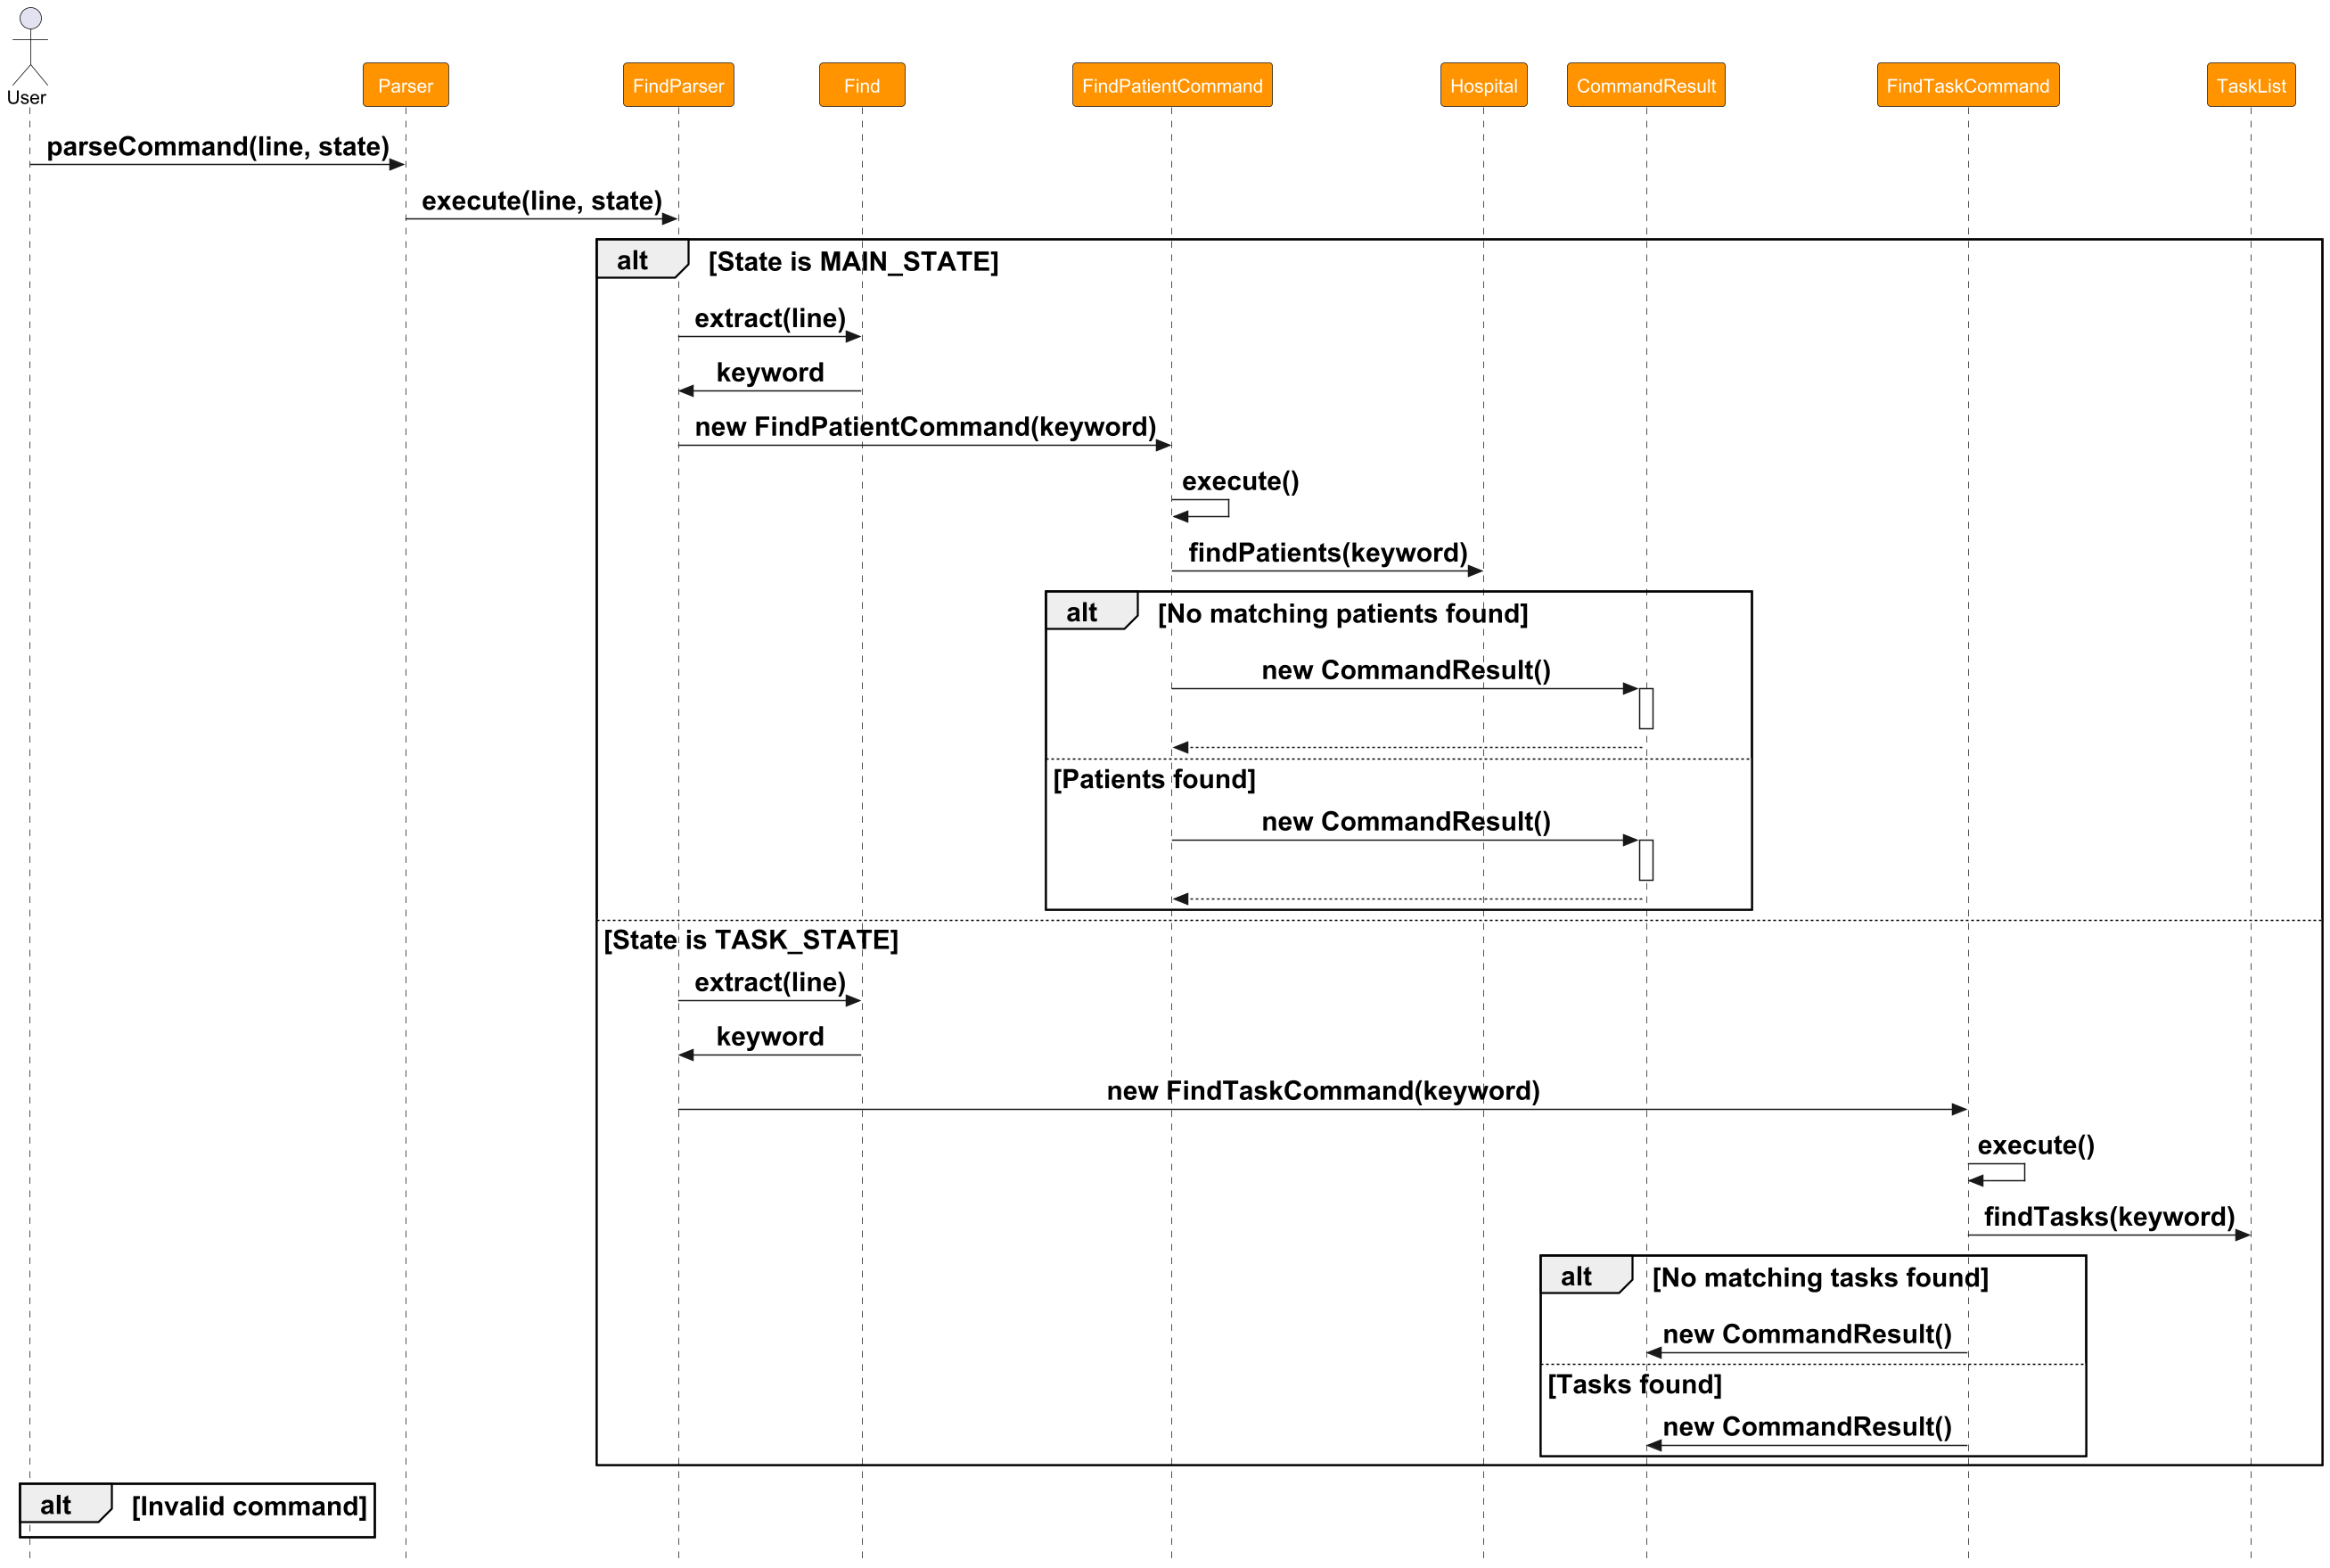 User
Parser
FindParser
Find
FindPatientCommand
Hospital
CommandResult
FindTaskCommand
TaskList
parseCommand(line, state)
execute(line, state)
alt [State is MAIN_STATE]
extract(line)
keyword
new FindPatientCommand(keyword)
execute()
findPatients(keyword)
alt [No matching patients found]
new CommandResult()
[Patients found]
new CommandResult()
[State is TASK_STATE]
extract(line)
keyword
new FindTaskCommand(keyword)
execute()
findTasks(keyword)
alt [No matching tasks found]
new CommandResult()
[Tasks found]
new CommandResult()
alt [Invalid command]